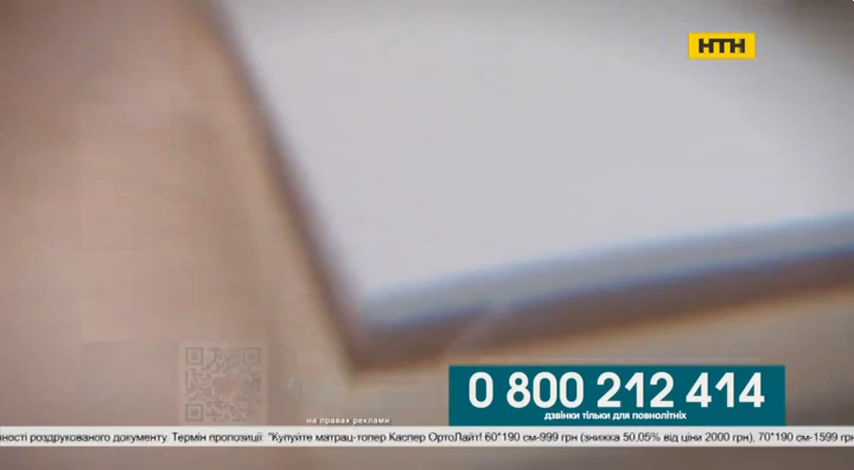 НТН
0 800 212 414
дзвінки тільки для повнолітніх
на правах реклами
ності роздрукованого документу. Термін пропозиції: "Купуйте матрац-топер Каспер ОртоЛайт! 60*190 см-999 грн (знижка 50,05% від ціни 2000 грн), 70*190 см-1599 грн